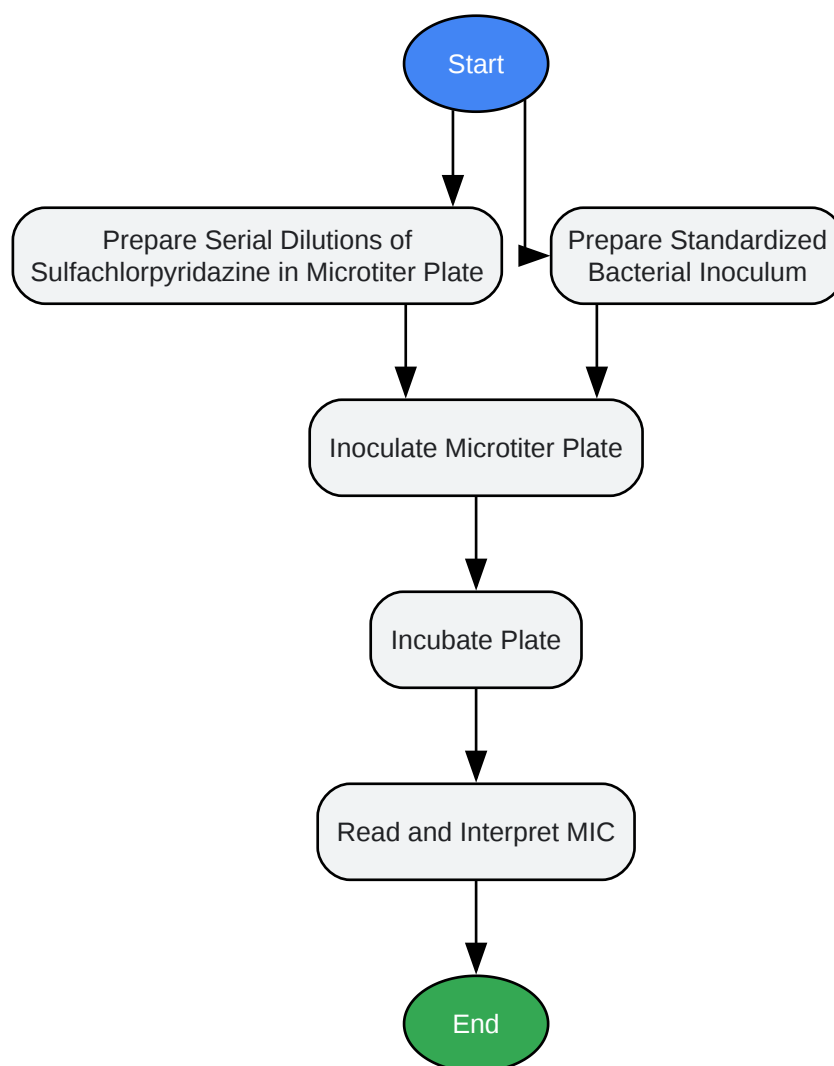 Start
Prepare Serial Dilutions of
Sulfachlorpyridazine in Microtiter Plate
Prepare Standardized
Bacterial Inoculum
Inoculate Microtiter Plate
Incubate Plate
Read and Interpret MIC
End